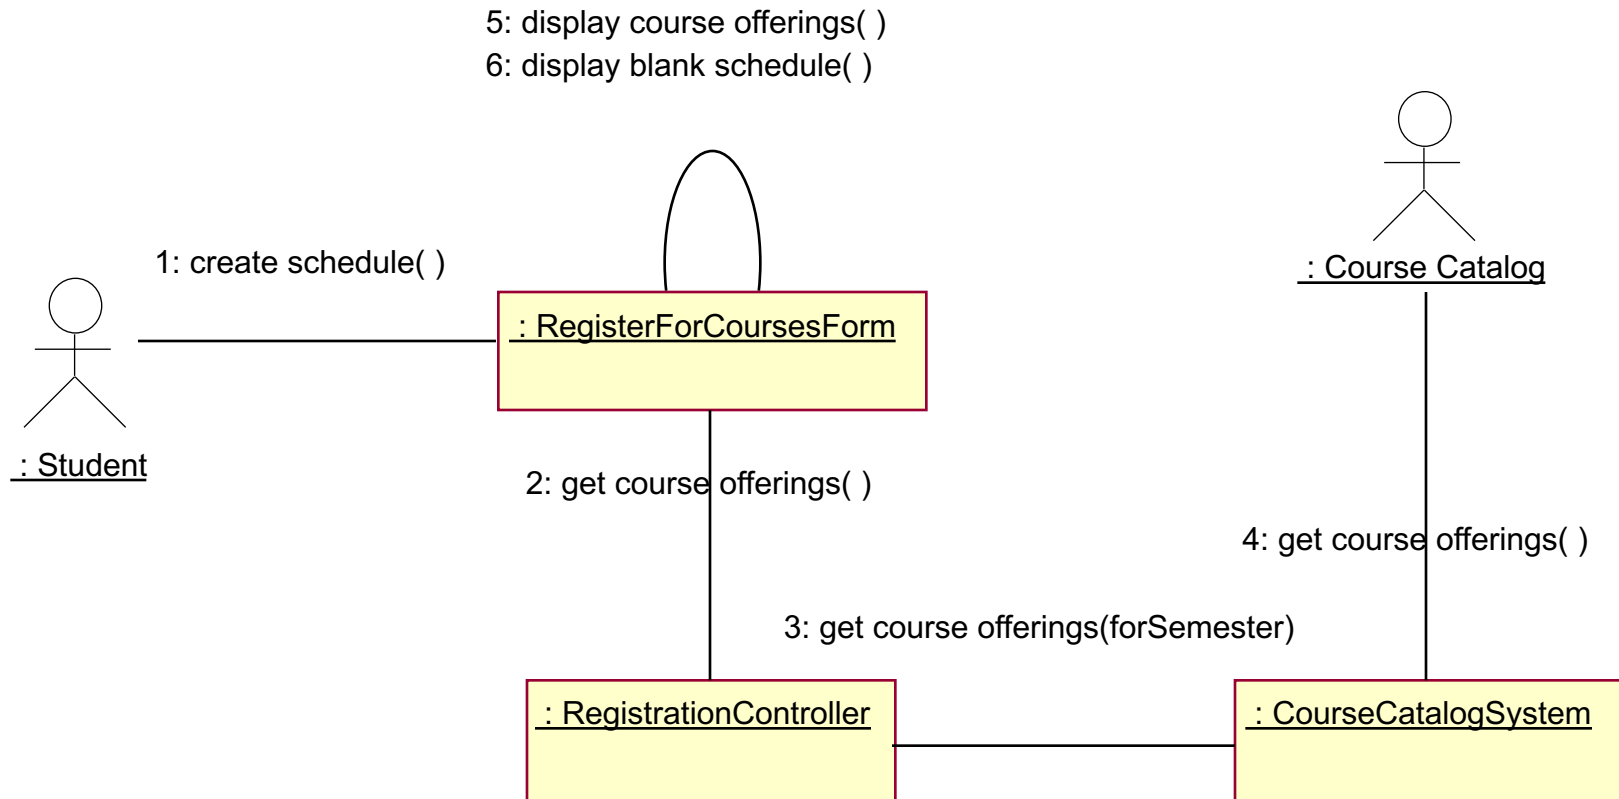 5: display course offerings( )
6: display blank schedule( )
1: create schedule( )
: Course Catalog
: RegisterForCoursesForm
: Student
2: get course offerings( )
4: get course offerings( )
3: get course offerings(forSemester)
: RegistrationController
: CourseCatalogSystem